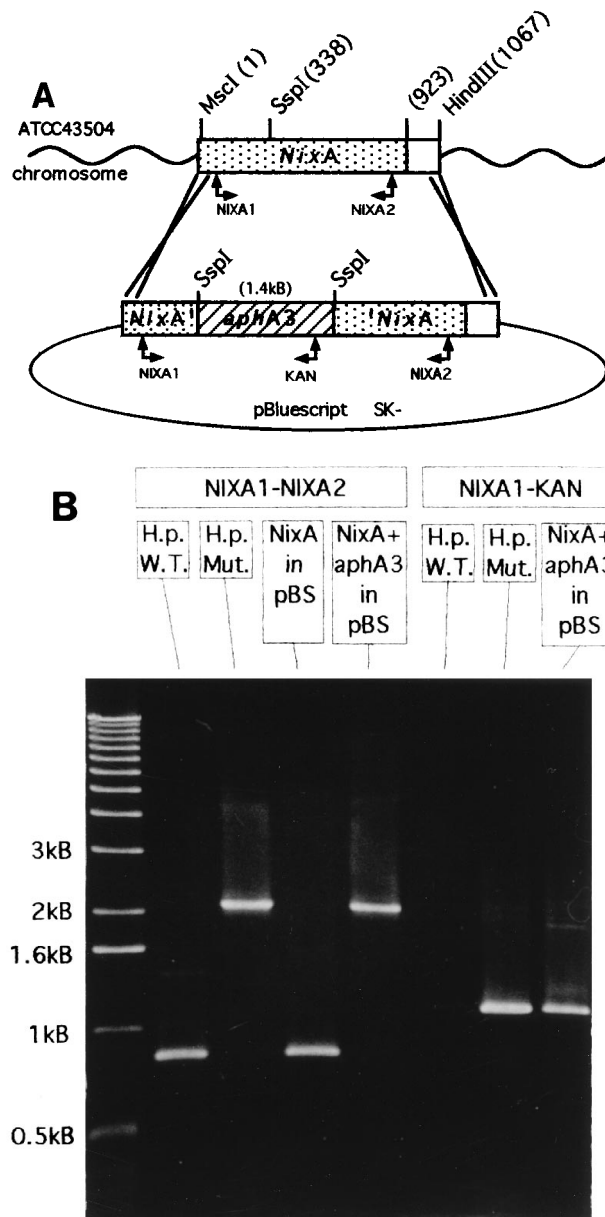 A
MscI (1)
SspI (338)
(923)
HindIII (1067)
ATCC43504
chromosome
NixA
NIXA1
NIXA2
SspI
(1.4kB)
SspI
NixA'
aphA3
'NixA
NIXA1
KAN
NIXA2
pBluescript SK-
B
NIXA1-NIXA2
NIXA1-KAN
H.p. W.T.
H.p. Mut.
NixA in pBS
NixA+ aphA3 in pBS
H.p. W.T.
H.p. Mut.
NixA+ aphA3 in pBS
3kB
2kB
1.6kB
1kB
0.5kB